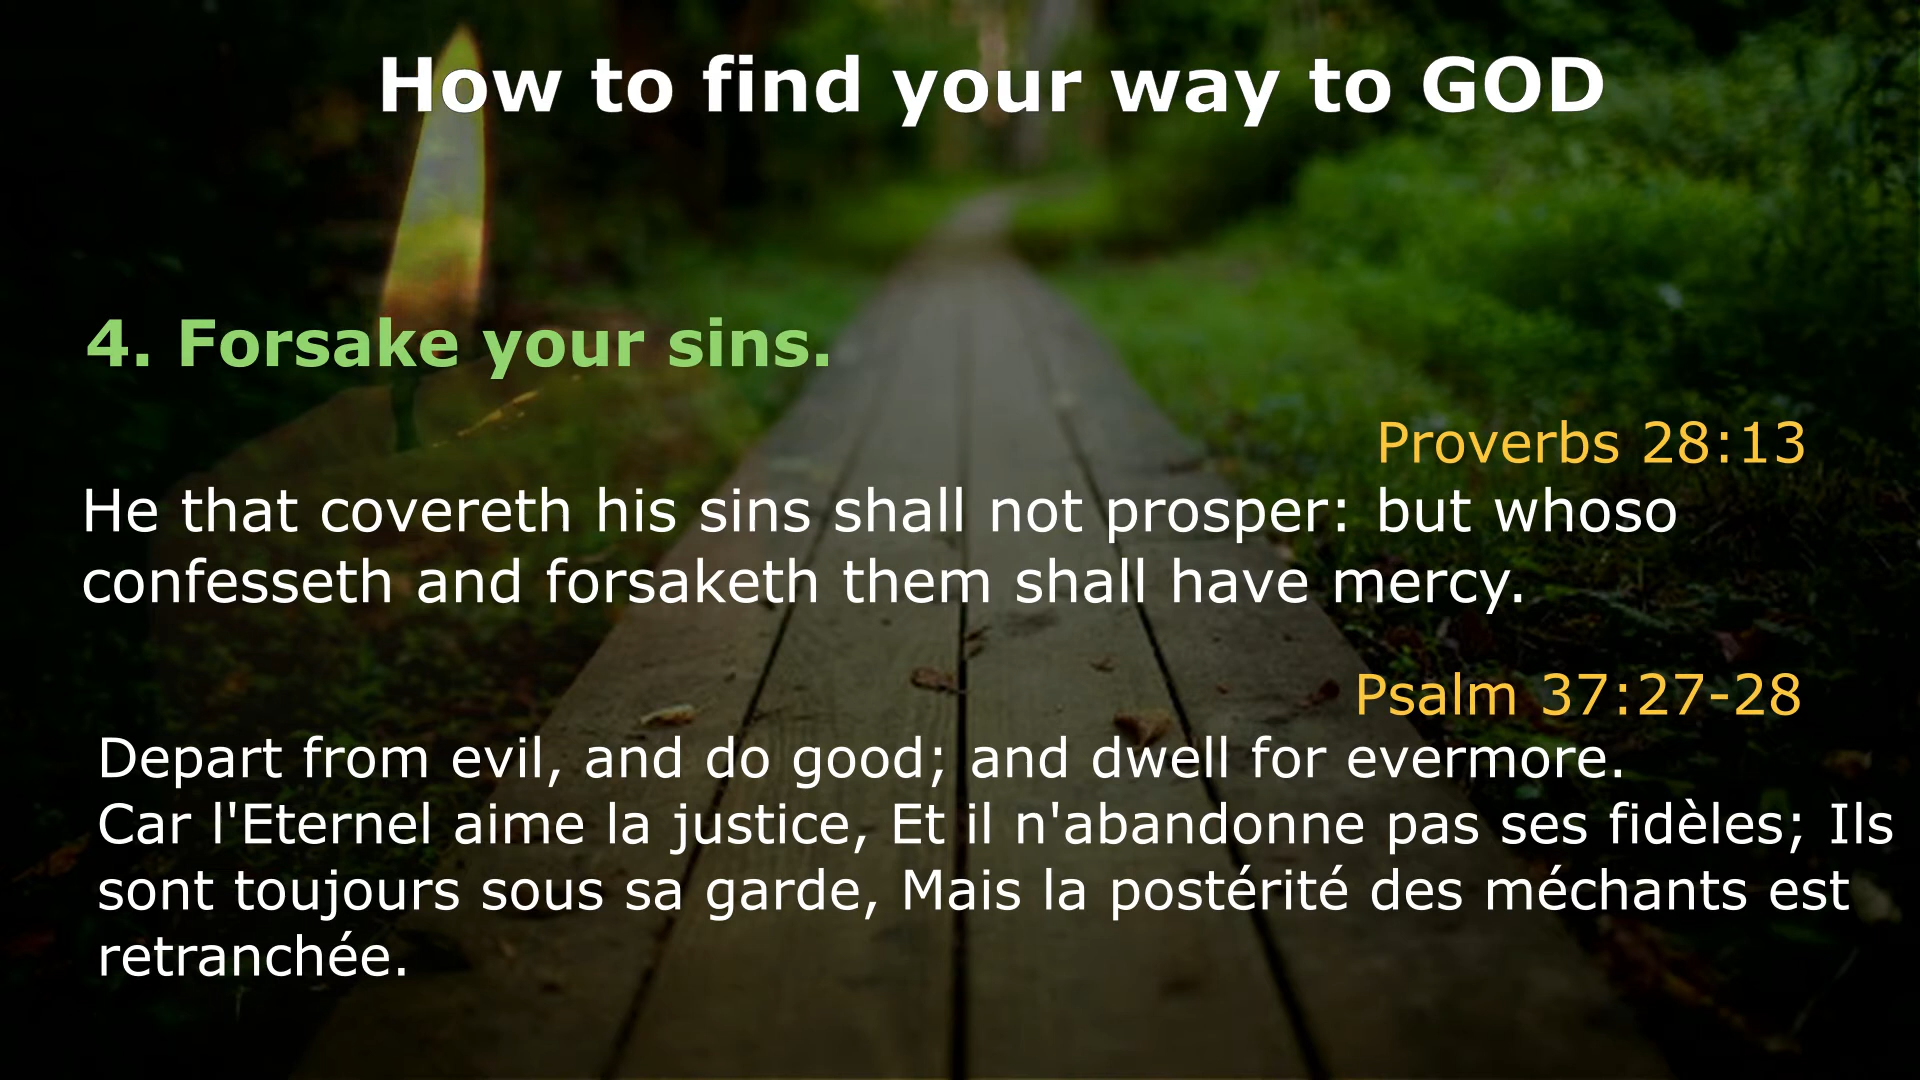 How to find your way to GOD
4. Forsake your sins.
Proverbs 28:13
He that covereth his sins shall not prosper: but whoso
confesseth and forsaketh them shall have mercy.
Psalm 37:27-28
Depart from evil, and do good; and dwell for evermore.
Car l'Eternel aime la justice, Et il n'abandonne pas ses fidèles; Ils
sont toujours sous sa garde, Mais la postérité des méchants est
retranchée.